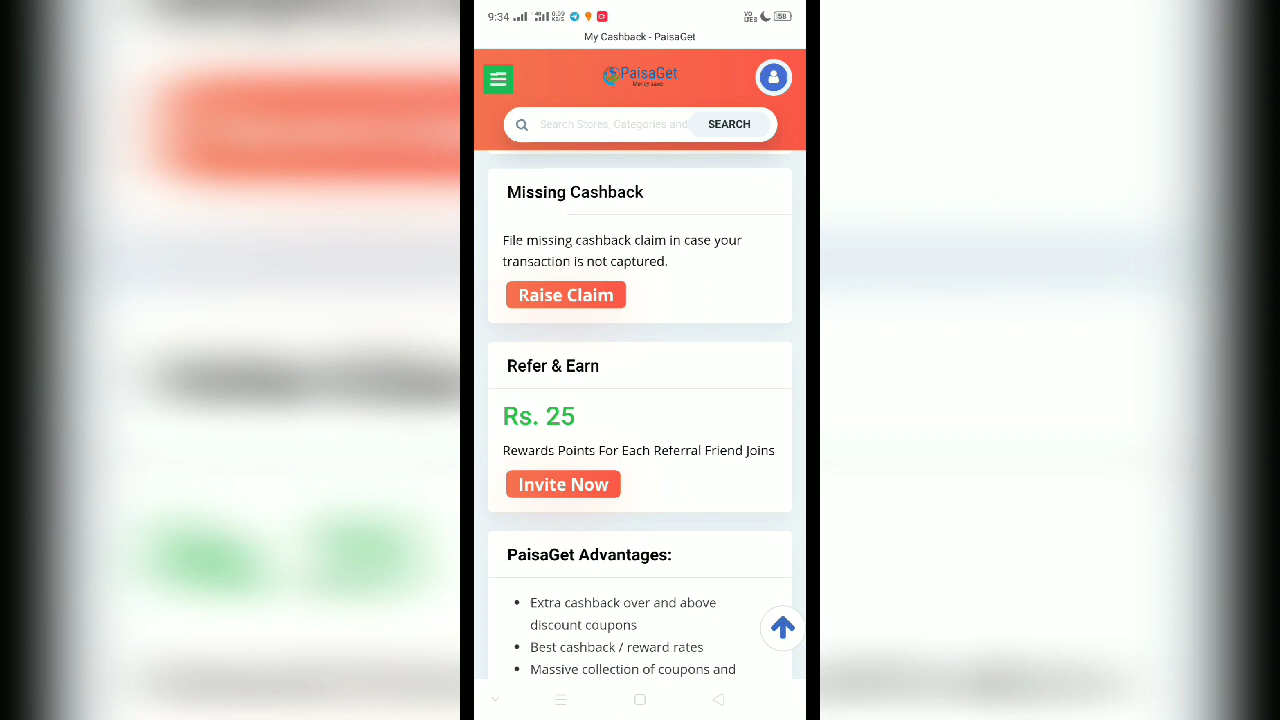 9:34
58
My Cashback - PaisaGet
PaisaGet
Search Stores, Categories and
SEARCH
Missing Cashback
File missing cashback claim in case your
transaction is not captured.
Raise Claim
Refer & Earn
Rs. 25
Rewards Points For Each Referral Friend Joins
Invite Now
PaisaGet Advantages:
Extra cashback over and above
discount coupons
Best cashback / reward rates
Massive collection of coupons and